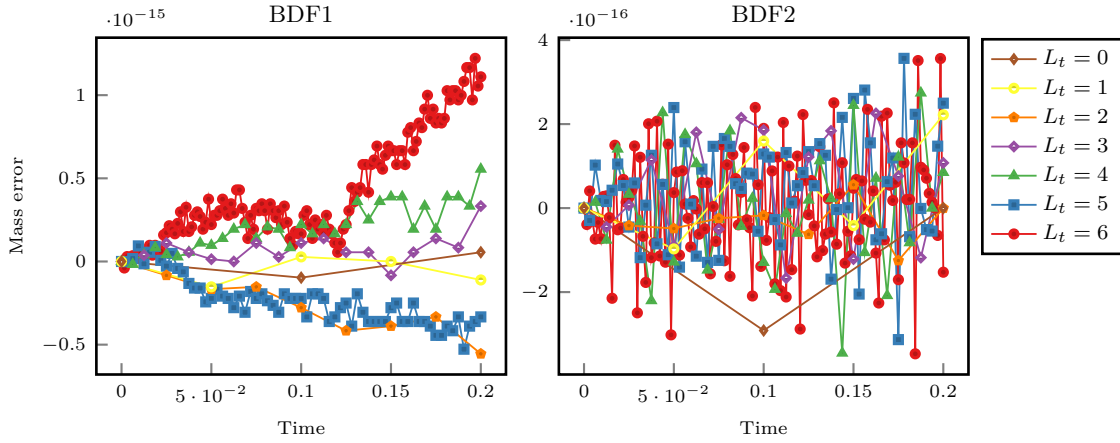 BDF1
·10⁻¹⁵
1
0.5
0
−0.5
Mass error
0
5·10⁻²
0.1
0.15
0.2
Time
BDF2
·10⁻¹⁶
4
2
0
−2
0
5·10⁻²
0.1
0.15
0.2
Time
Lₜ = 0
Lₜ = 1
Lₜ = 2
Lₜ = 3
Lₜ = 4
Lₜ = 5
Lₜ = 6